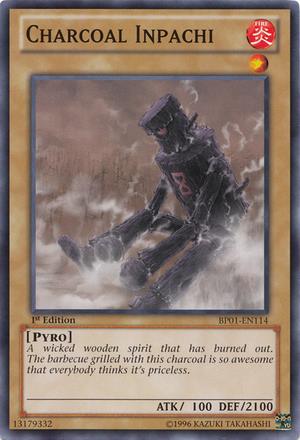 CHARCOAL INPACHI
FIRE
炎
1st Edition
BP01-EN114
[PYRO]
A wicked wooden spirit that has burned out.
The barbecue grilled with this charcoal is so awesome
that everybody thinks it's priceless.
ATK/ 100 DEF/2100
13179332
©1996 KAZUKI TAKAHASHI